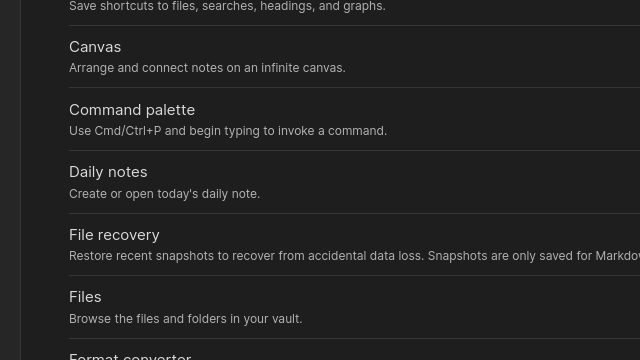 Save shortcuts to files, searches, headings, and graphs.
Canvas
Arrange and connect notes on an infinite canvas.
Command palette
Use Cmd/Ctrl+P and begin typing to invoke a command.
Daily notes
Create or open today's daily note.
File recovery
Restore recent snapshots to recover from accidental data loss. Snapshots are only saved for Markdow
Files
Browse the files and folders in your vault.
Format converter